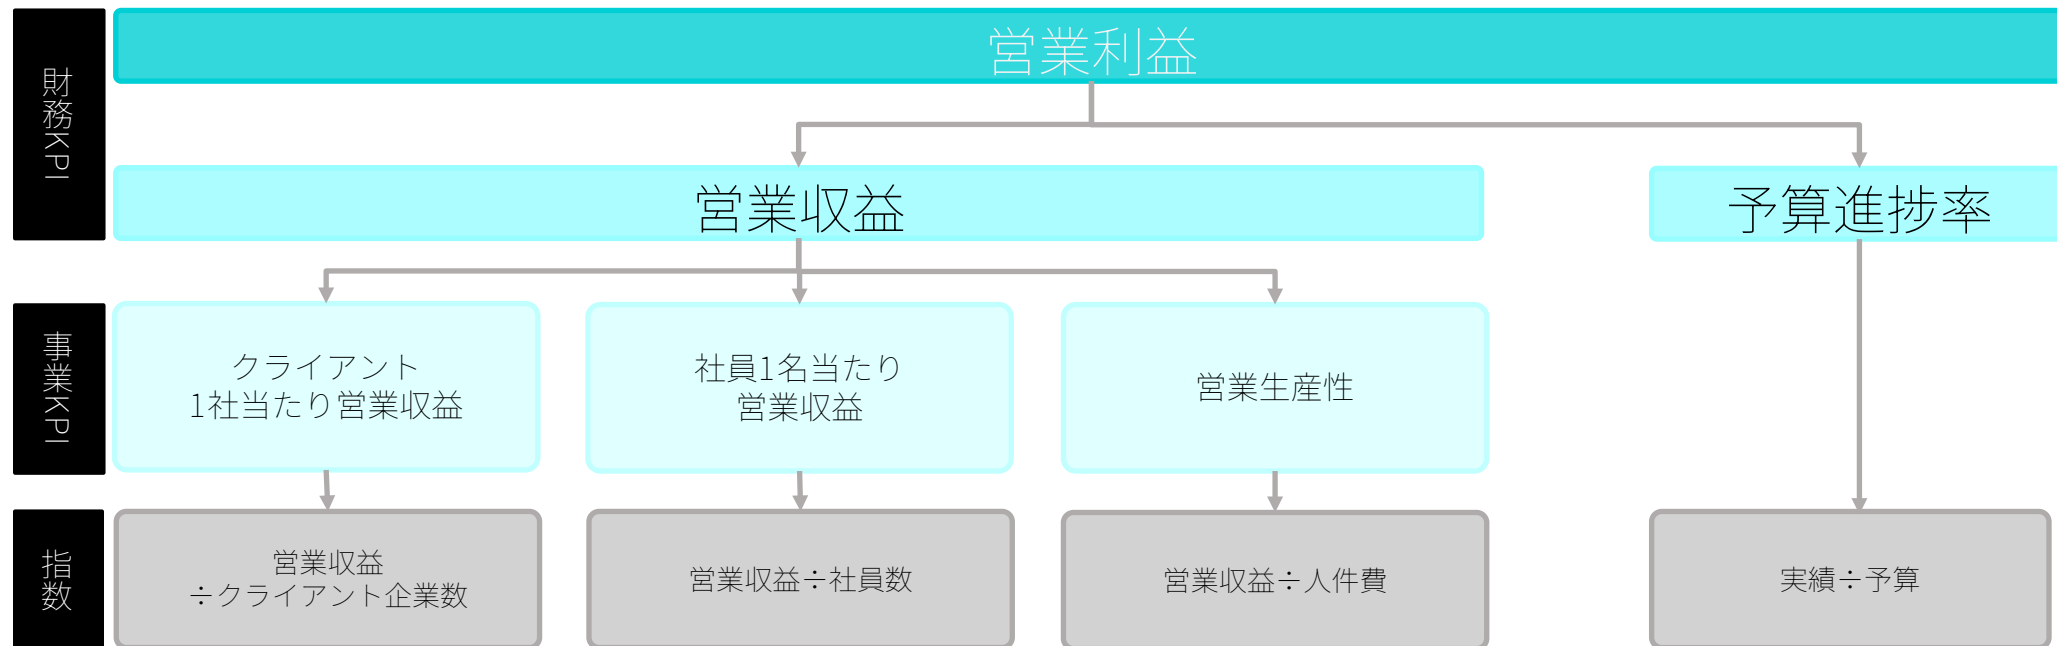 財務KPI
営業利益
営業収益
予算進捗率
事業KPI
クライアント
1社当たり営業収益
社員1名当たり
営業収益
営業生産性
指数
営業収益
÷クライアント企業数
営業収益÷社員数
営業収益÷人件費
実績÷予算